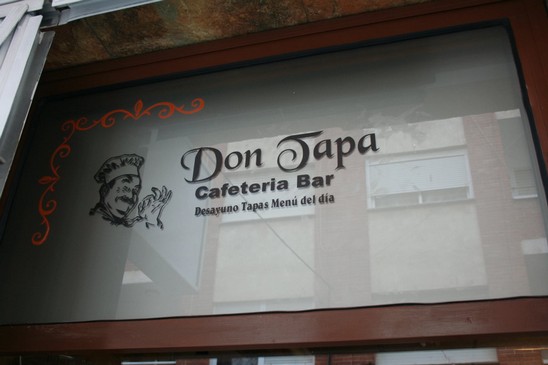 Don Tapa
Cafeteria Bar
Desayuno Tapas Menú del día